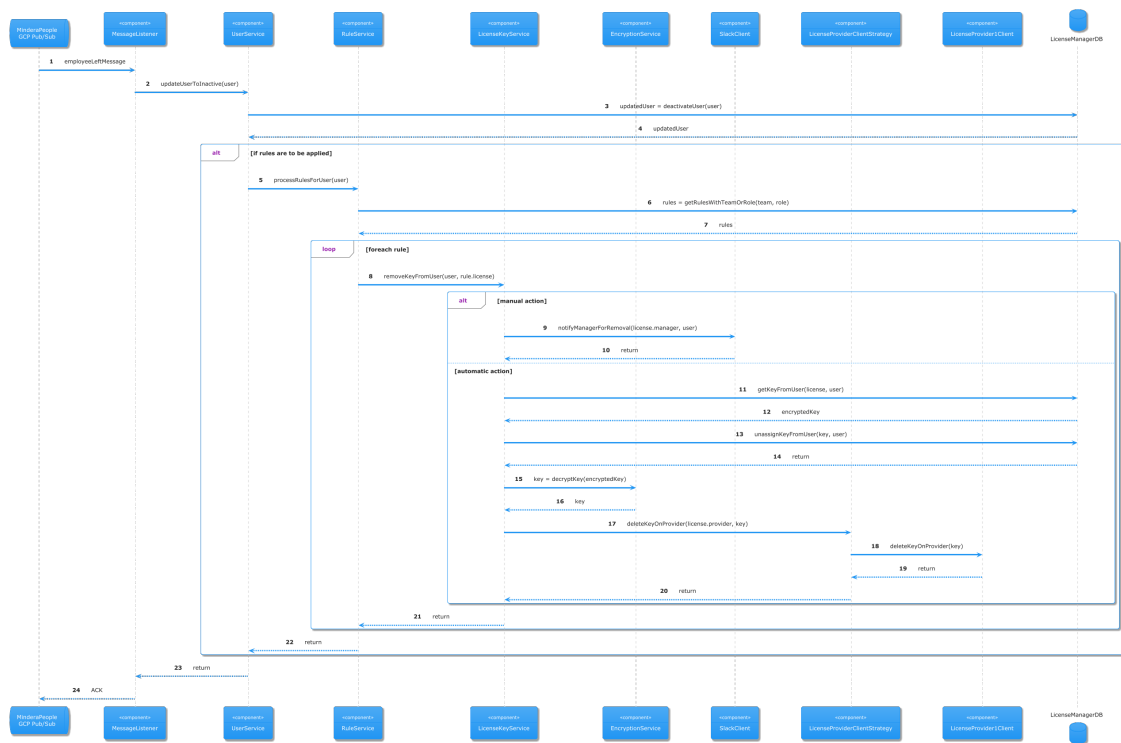 MinderaPeople
GCP Pub/Sub
«component»
MessageListener
«component»
UserService
«component»
RuleService
«component»
LicenseKeyService
«component»
EncryptionService
«component»
SlackClient
«component»
LicenseProviderClientStrategy
«component»
LicenseProvider1Client
LicenseManagerDB
1 employeeLeftMessage
2 updateUserToInactive(user)
3 updatedUser = deactivateUser(user)
4 updatedUser
alt [if rules are to be applied]
5 processRulesForUser(user)
6 rules = getRulesWithTeamOrRole(team, role)
7 rules
loop [foreach rule]
8 removeKeyFromUser(user, rule.license)
alt [manual action]
9 notifyManagerForRemoval(license.manager, user)
10 return
[automatic action]
11 getKeyFromUser(license, user)
12 encryptedKey
13 unassignKeyFromUser(key, user)
14 return
15 key = decryptKey(encryptedKey)
16 key
17 deleteKeyOnProvider(license.provider, key)
18 deleteKeyOnProvider(key)
19 return
20 return
21 return
22 return
23 return
24 ACK
MinderaPeople
GCP Pub/Sub
«component»
MessageListener
«component»
UserService
«component»
RuleService
«component»
LicenseKeyService
«component»
EncryptionService
«component»
SlackClient
«component»
LicenseProviderClientStrategy
«component»
LicenseProvider1Client
LicenseManagerDB